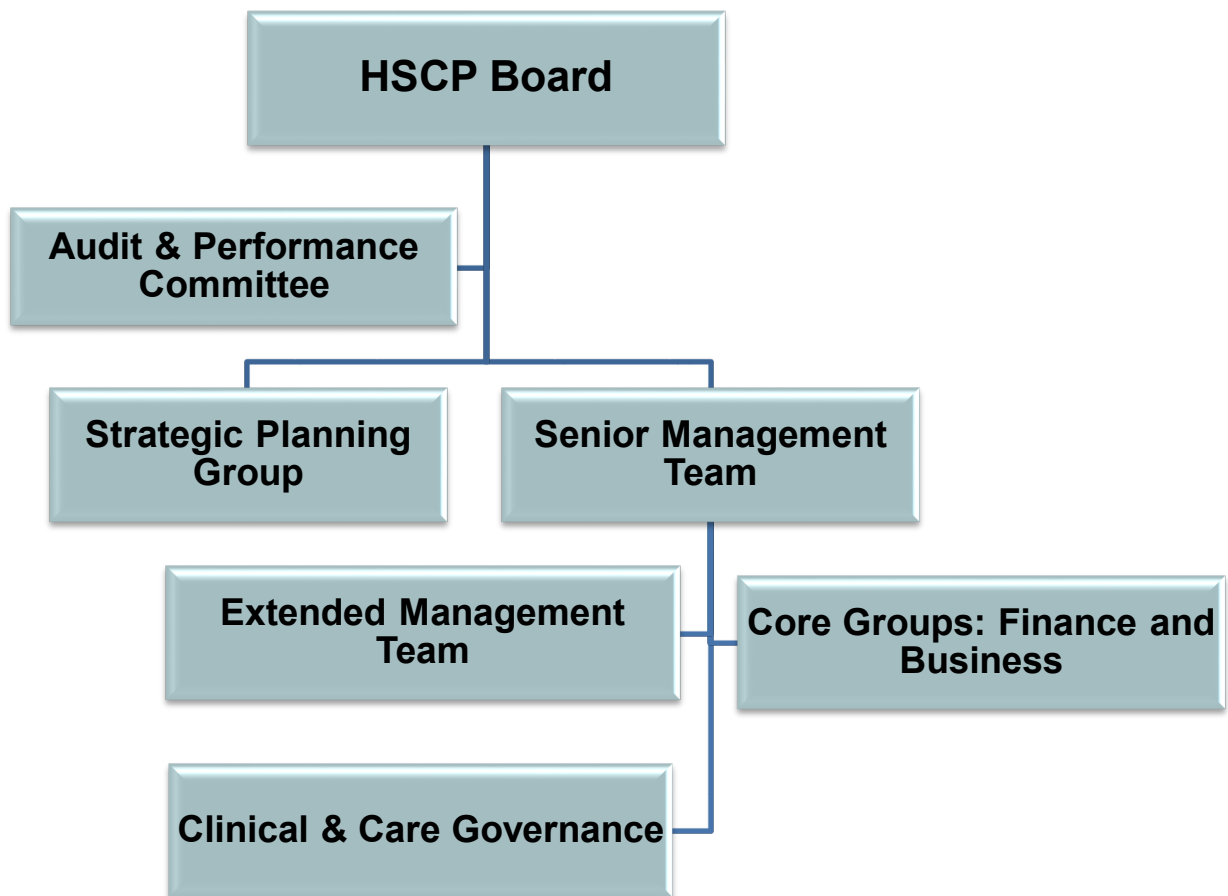 HSCP Board
Audit & Performance
Committee
Strategic Planning
Group
Senior Management
Team
Extended Management
Team
Core Groups: Finance and
Business
Clinical & Care Governance